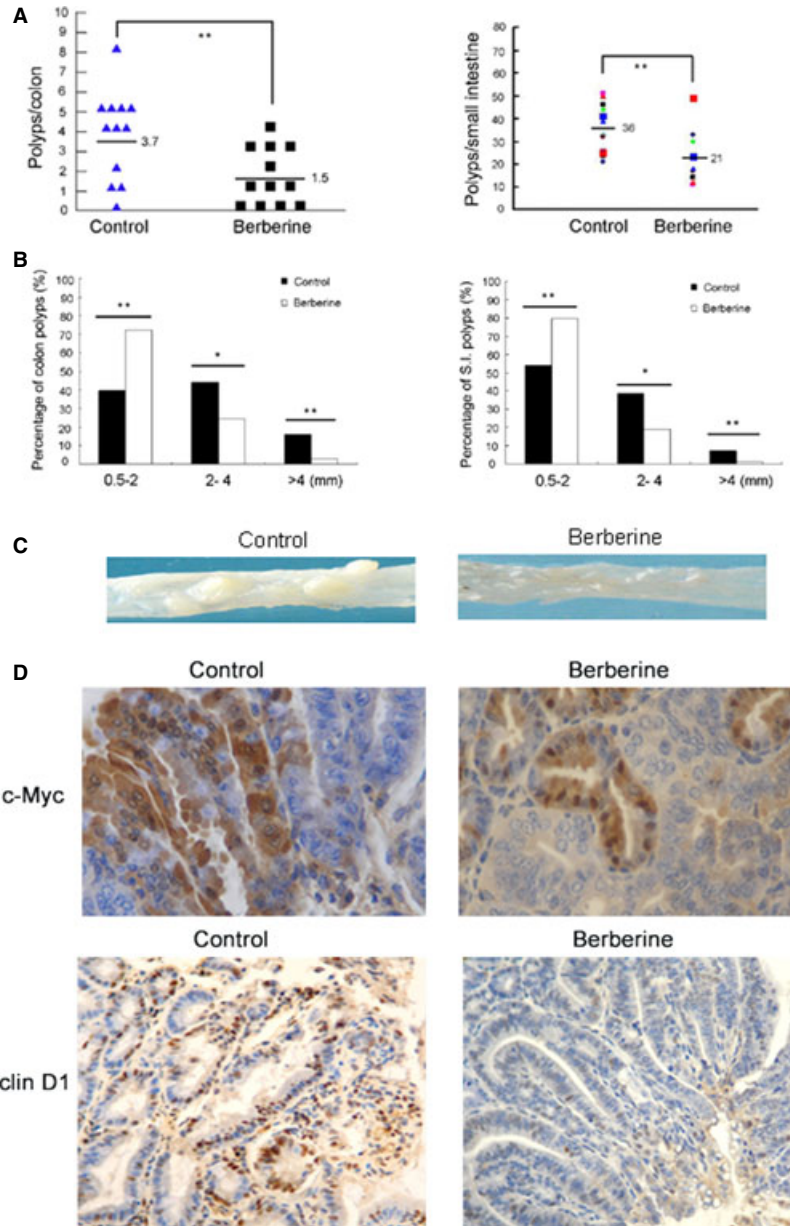 A
Polyps/colon
10
9
8
7
6
5
4
3
2
1
0
**
3.7
1.5
Control
Berberine
Polyps/small intestine
80
70
60
50
40
30
20
10
0
**
36
21
Control
Berberine
B
Percentage of colon polyps (%)
100
90
80
70
60
50
40
30
20
10
0
**
*
**
Control
Berberine
0.5-2
2- 4
>4 (mm)
Percentage of S.I. polyps (%)
100
90
80
70
60
50
40
30
20
10
0
**
*
**
Control
Berberine
0.5-2
2- 4
>4 (mm)
C
Control
Berberine
D
Control
Berberine
c-Myc
Control
Berberine
clin D1